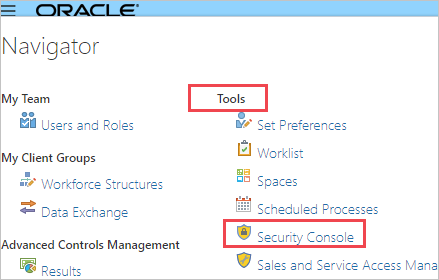 ORACLE
Navigator
My Team
Users and Roles
My Client Groups
Workforce Structures
Data Exchange
Advanced Controls Management
Results
Tools
Set Preferences
Worklist
Spaces
Scheduled Processes
Security Console
Sales and Service Access Mana